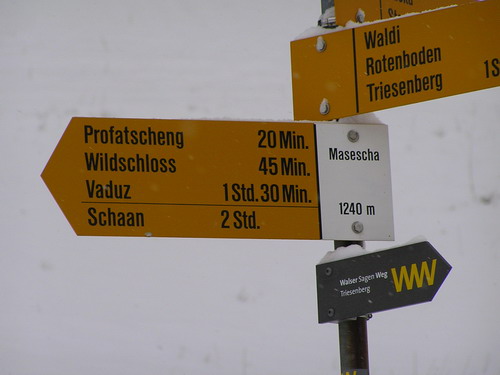 Waldi
Rotenboden
Triesenberg 1S
Profatscheng 20 Min.
Wildschloss 45 Min.
Vaduz 1 Std. 30 Min.
Schaan 2 Std.
Masescha
1240 m
Walser Sagen Weg
Triesenberg
WW